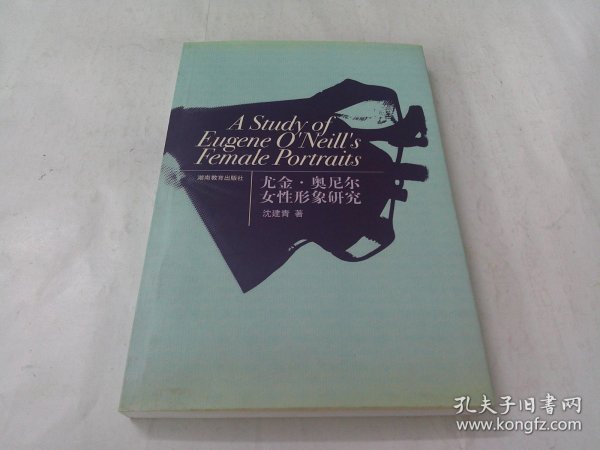 A Study of
Eugene O'Neill's
Female Portraits
湖南教育出版社
尤金·奥尼尔
女性形象研究
沈建青 著
孔夫子旧书网
www.kongfz.com